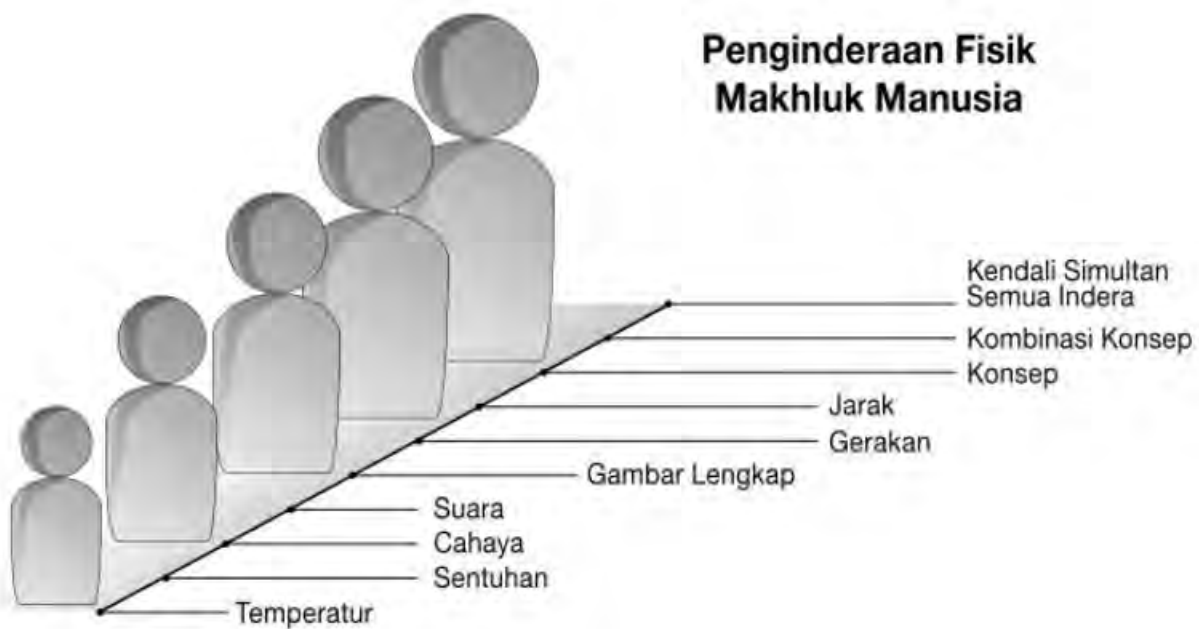 Penginderaan Fisik
Makhluk Manusia
Kendali Simultan
Semua Indera
Kombinasi Konsep
Konsep
Jarak
Gerakan
Gambar Lengkap
Suara
Cahaya
Sentuhan
Temperatur